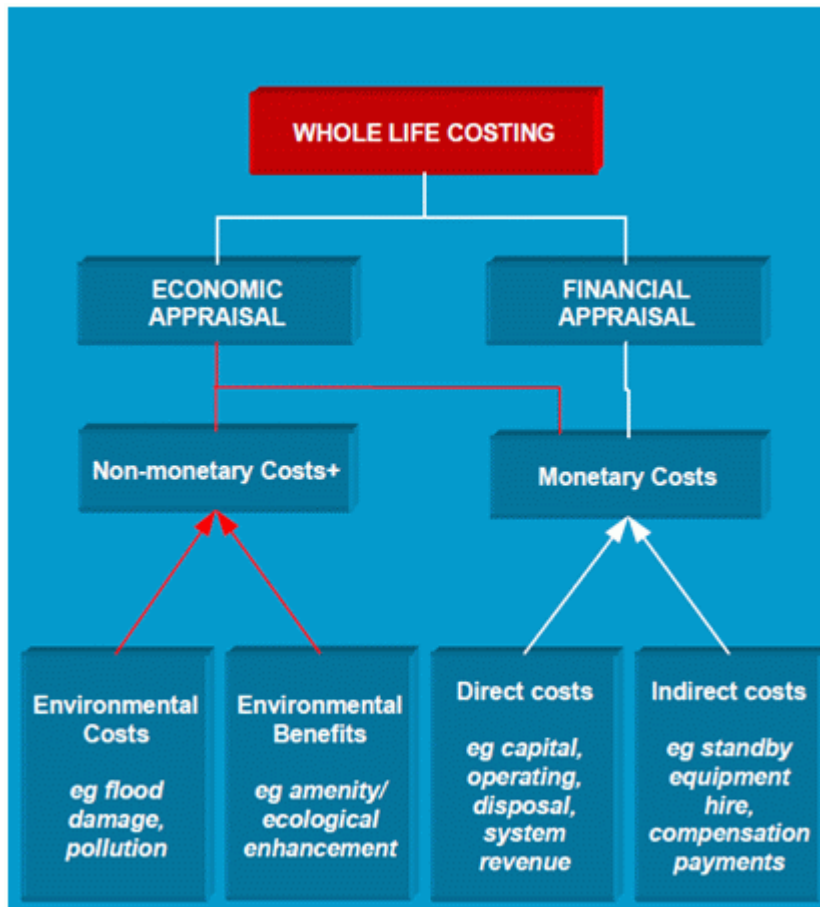 WHOLE LIFE COSTING
ECONOMIC
APPRAISAL
FINANCIAL
APPRAISAL
Non-monetary Costs+
Monetary Costs
Environmental
Costs
eg flood
damage,
pollution
Environmental
Benefits
eg amenity/
ecological
enhancement
Direct costs
eg capital,
operating,
disposal,
system
revenue
Indirect costs
eg standby
equipment
hire,
compensation
payments